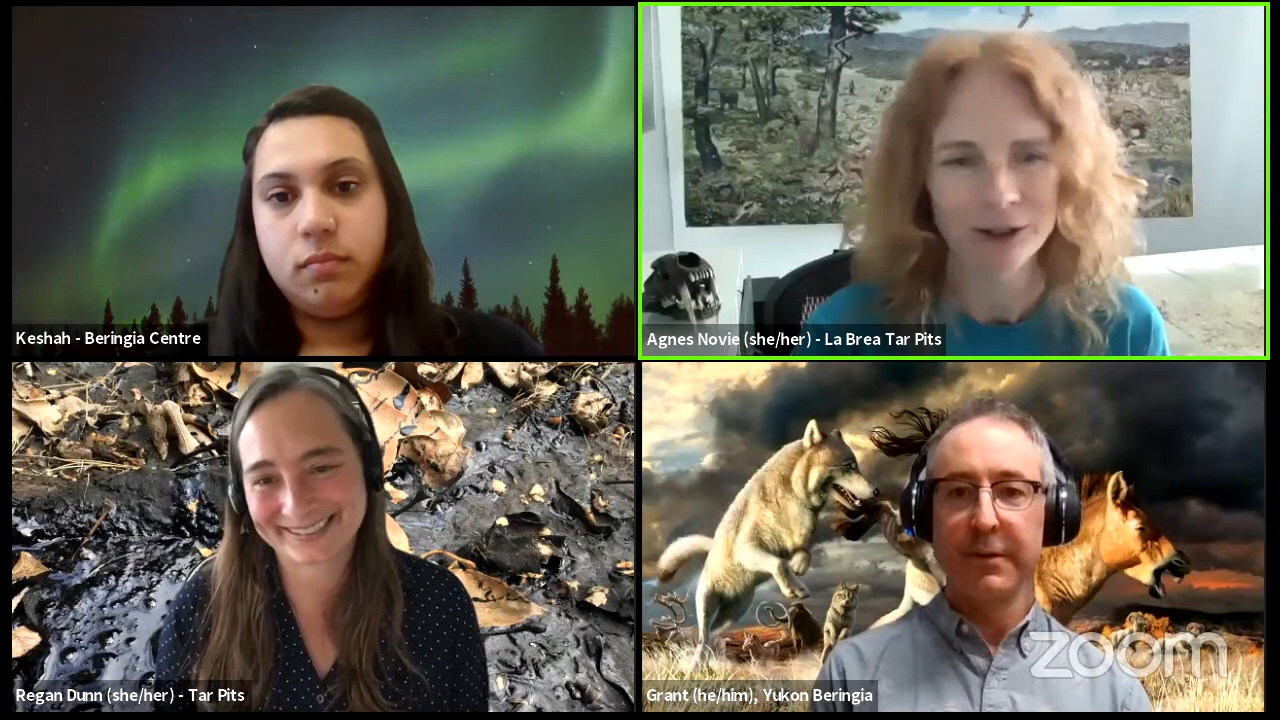 Keshah - Beringia Centre
Agnes Novie (she/her) - La Brea Tar Pits
Regan Dunn (she/her) - Tar Pits
Grant (he/him), Yukon Beringia
zoom